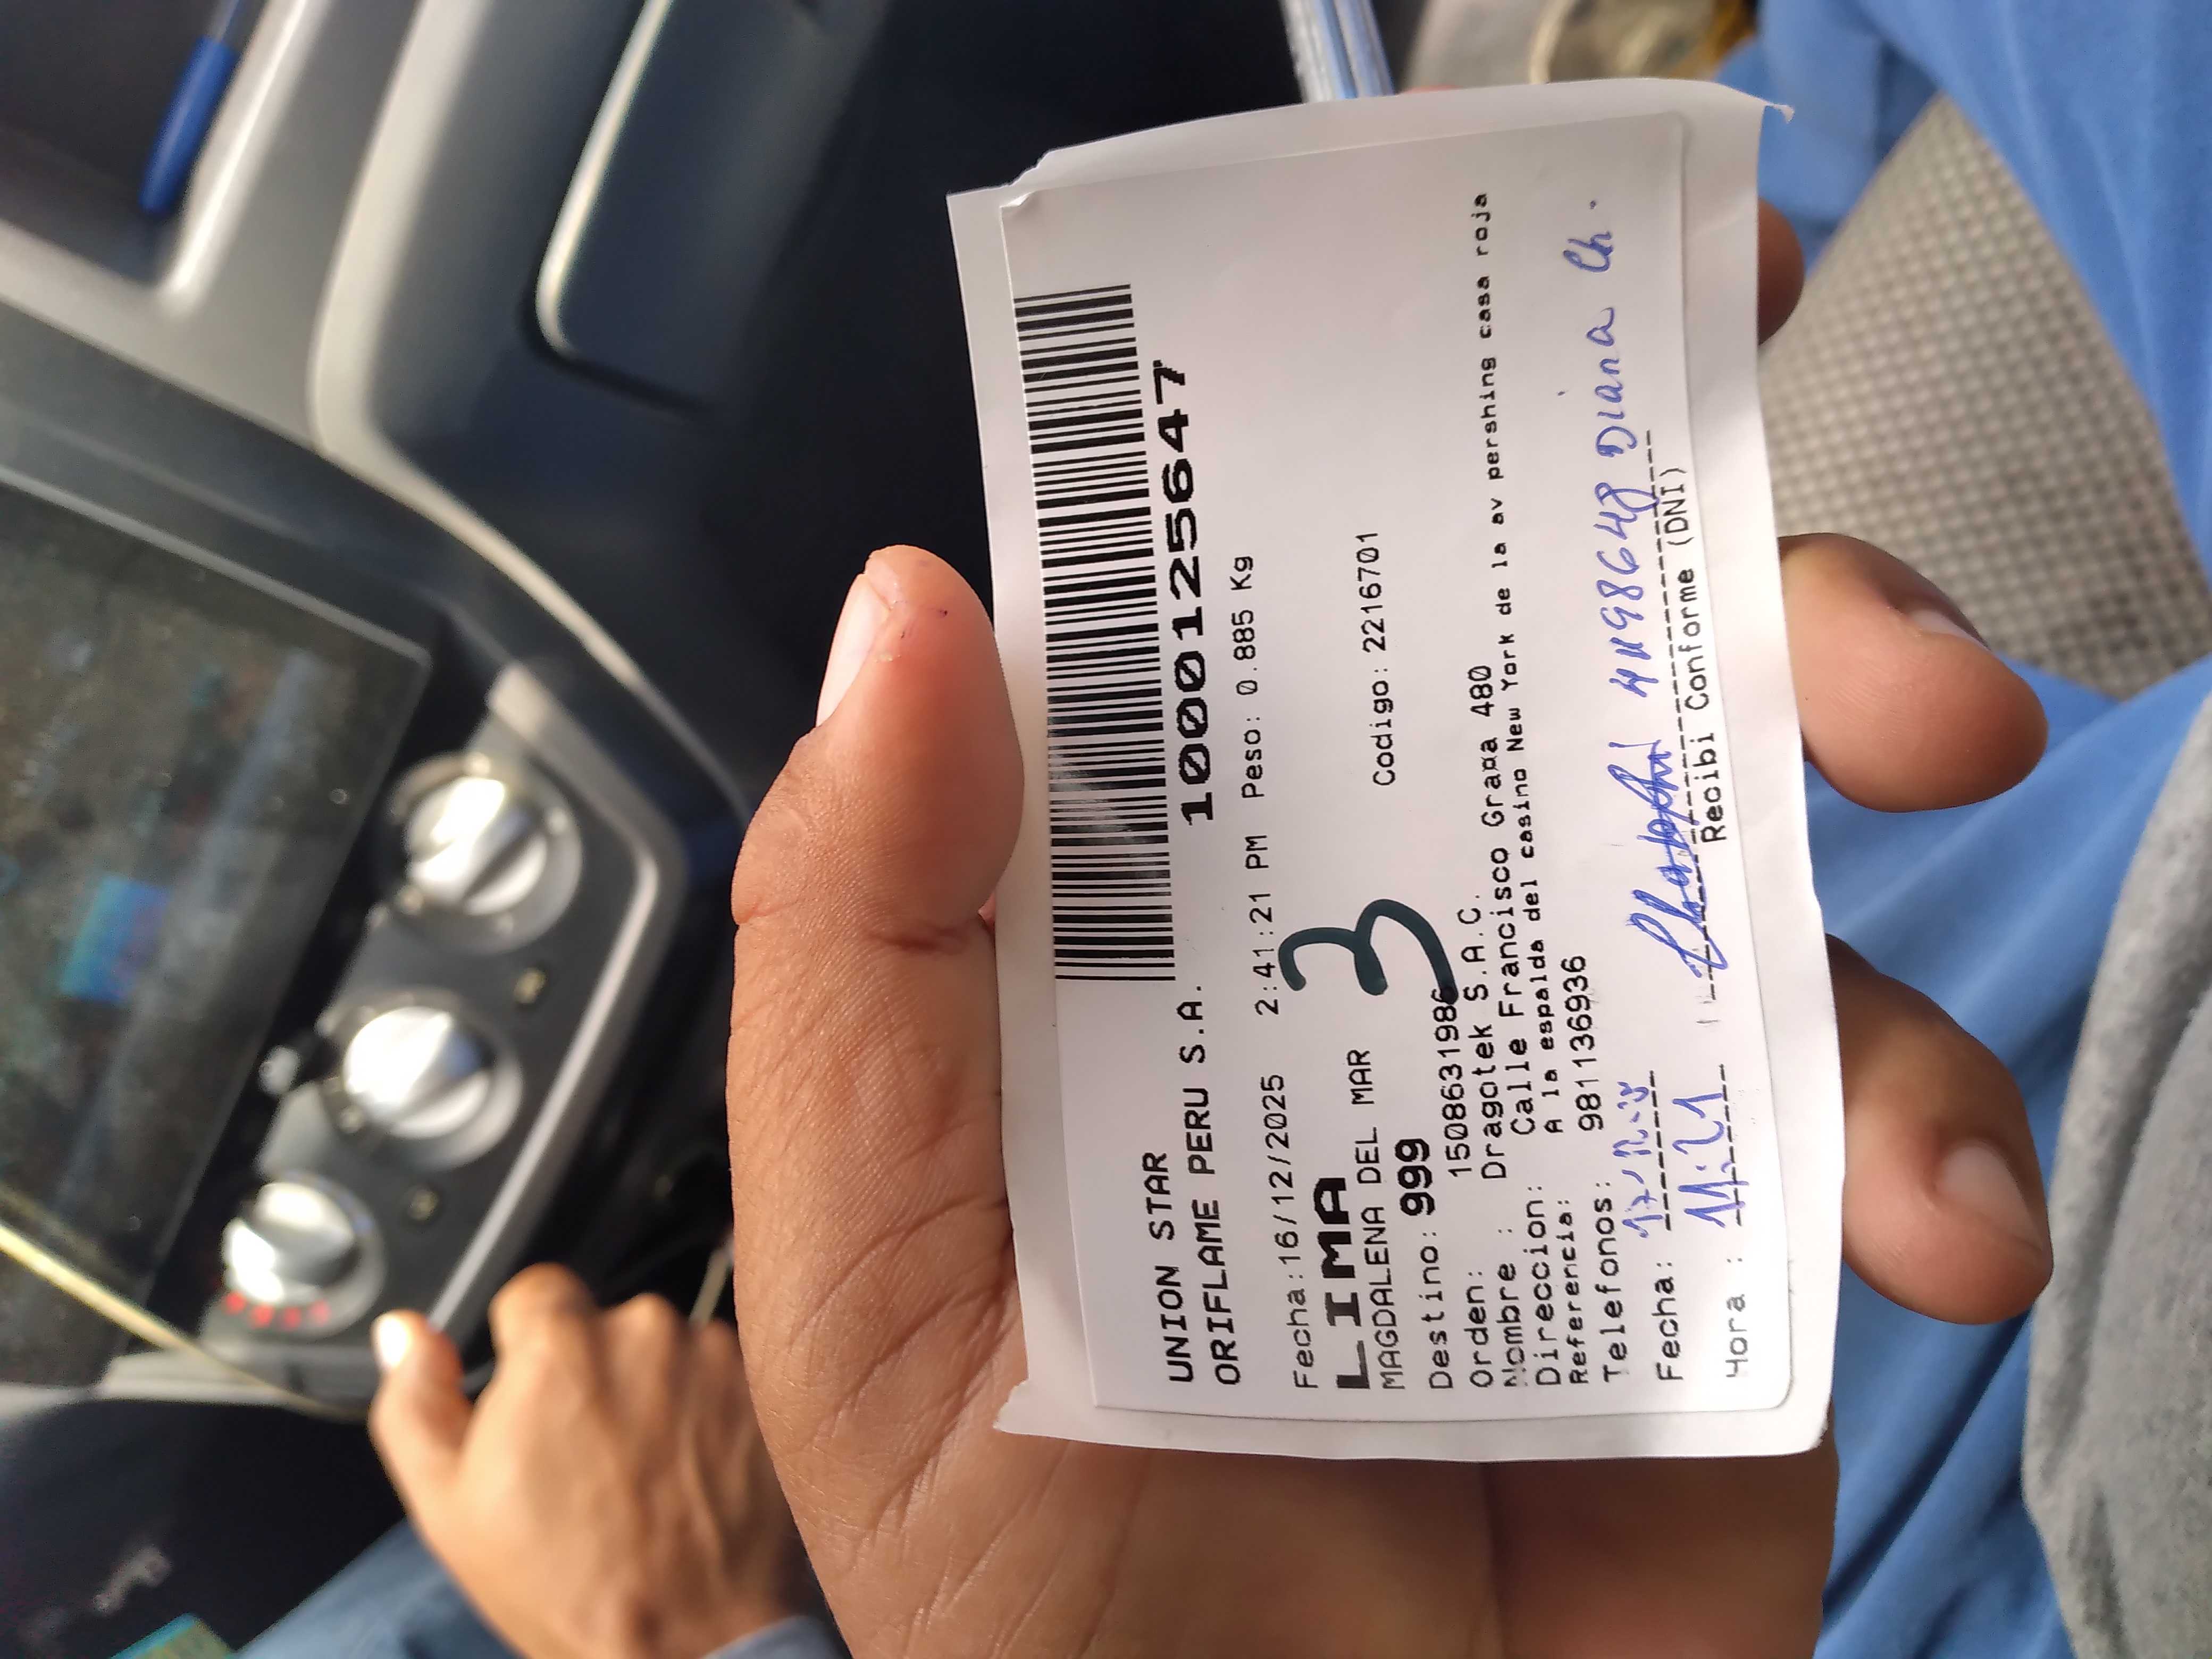 UNION STAR
ORIFLAME PERU S.A. 1000125647
Fecha:16/12/2025 2:41:21 PM Peso: 0.885 Kg
LIMA
MAGDALENA DEL MAR 3
Destino: 999 Codigo: 2216701
Orden: 1508631986
Nombre : Dragotek S.A.C.
Direccion: Calle Francisco Graña 480
Referencia: A la espalda del casino New York de la av pershing casa roja
Telefonos: 981136936
Fecha: 17-12-25 Diana Ch.
Hora : 11:21
Recibi Conforme (DNI)